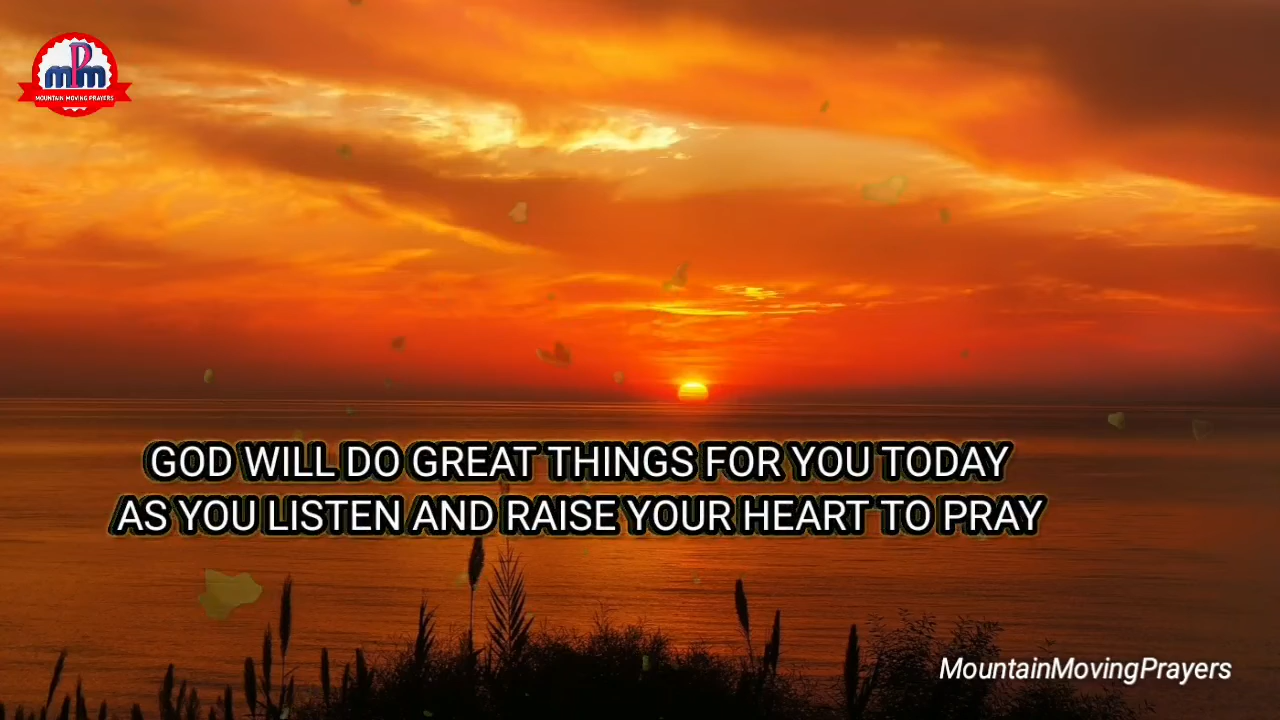 mPm
MOUNTAIN MOVING PRAYERS
GOD WILL DO GREAT THINGS FOR YOU TODAY
AS YOU LISTEN AND RAISE YOUR HEART TO PRAY
MountainMovingPrayers